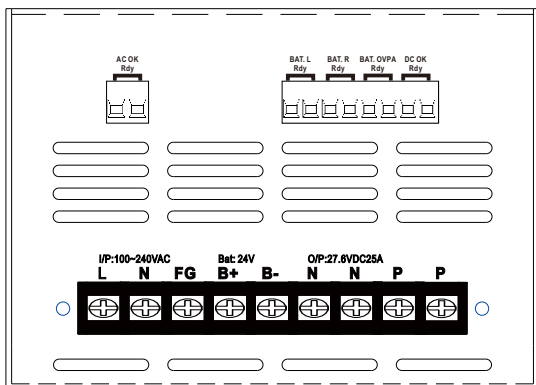 AC OK
Rdy
BAT. L BAT. R BAT. OVPA DC OK
Rdy Rdy Rdy Rdy
I/P:100~240VAC Bat: 24V O/P:27.6VDC25A
L N FG B+ B- N N P P